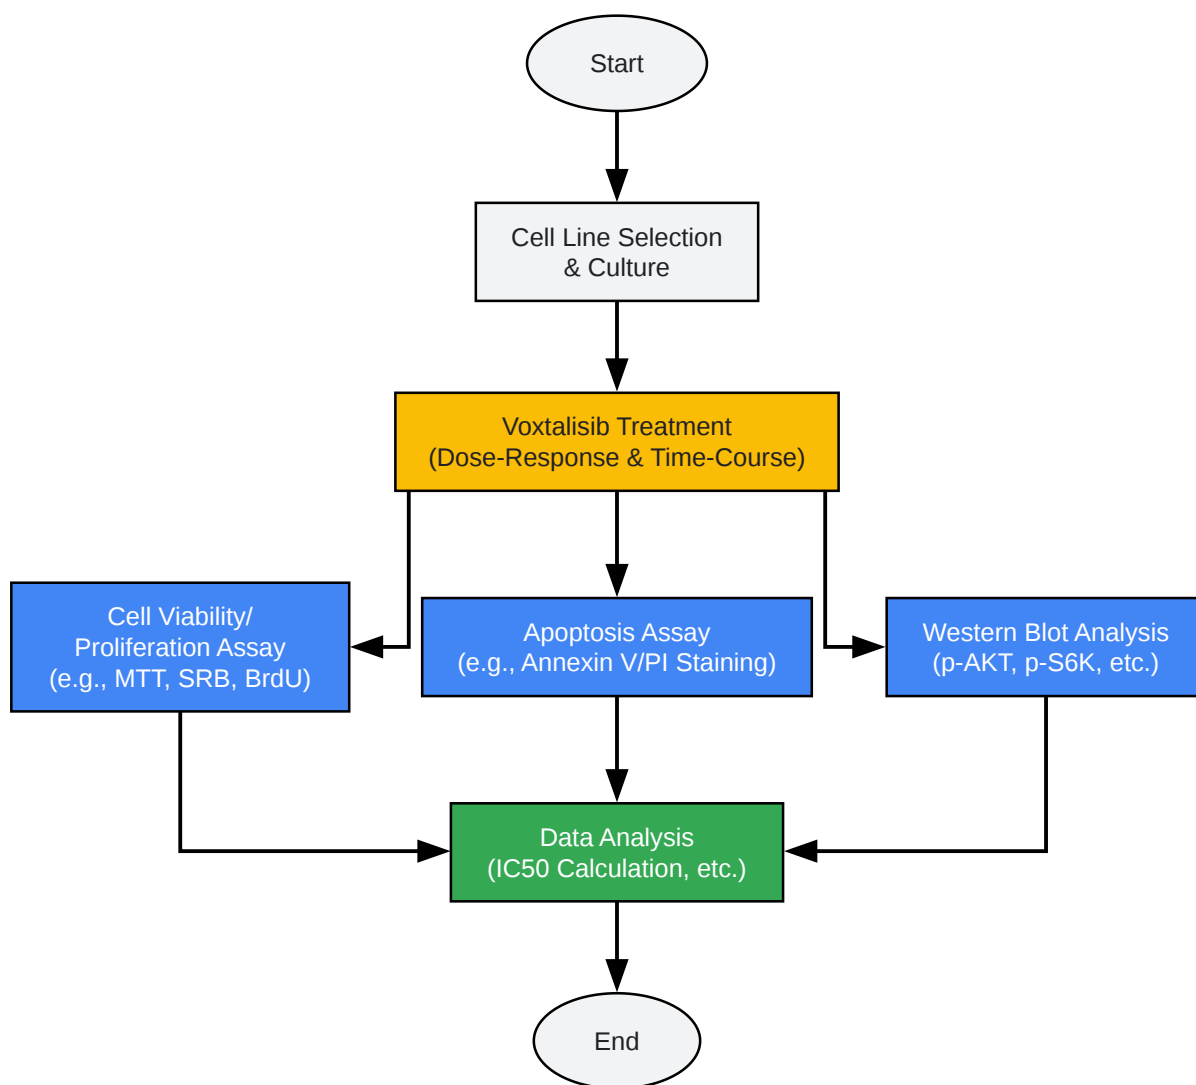 Start
Cell Line Selection
& Culture
Voxtalisib Treatment
(Dose-Response & Time-Course)
Cell Viability/
Proliferation Assay
(e.g., MTT, SRB, BrdU)
Apoptosis Assay
(e.g., Annexin V/PI Staining)
Western Blot Analysis
(p-AKT, p-S6K, etc.)
Data Analysis
(IC50 Calculation, etc.)
End